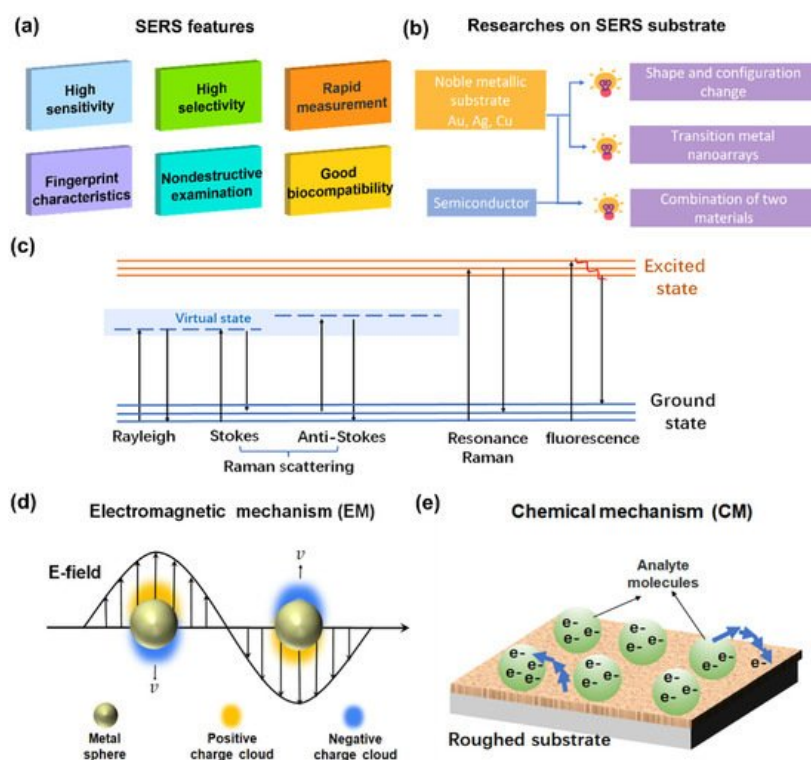 (a) SERS features
High
sensitivity
High
selectivity
Rapid
measurement
Fingerprint
characteristics
Nondestructive
examination
Good
biocompatibility
(b) Researches on SERS substrate
Noble metallic
substrate
Au, Ag, Cu
Semiconductor
Shape and configuration
change
Transition metal
nanoarrays
Combination of two
materials
(c)
Excited
state
Virtual state
Ground
state
Rayleigh
Stokes
Anti-Stokes
Raman scattering
Resonance
Raman
fluorescence
(d) Electromagnetic mechanism (EM)
E-field
v
v
Metal
sphere
Positive
charge cloud
Negative
charge cloud
(e) Chemical mechanism (CM)
Analyte
molecules
e-
e- e-
e-
e- e-
e-
e- e-
e-
e-
e- e-
e-
e- e-
e-
e- e-
Roughed substrate